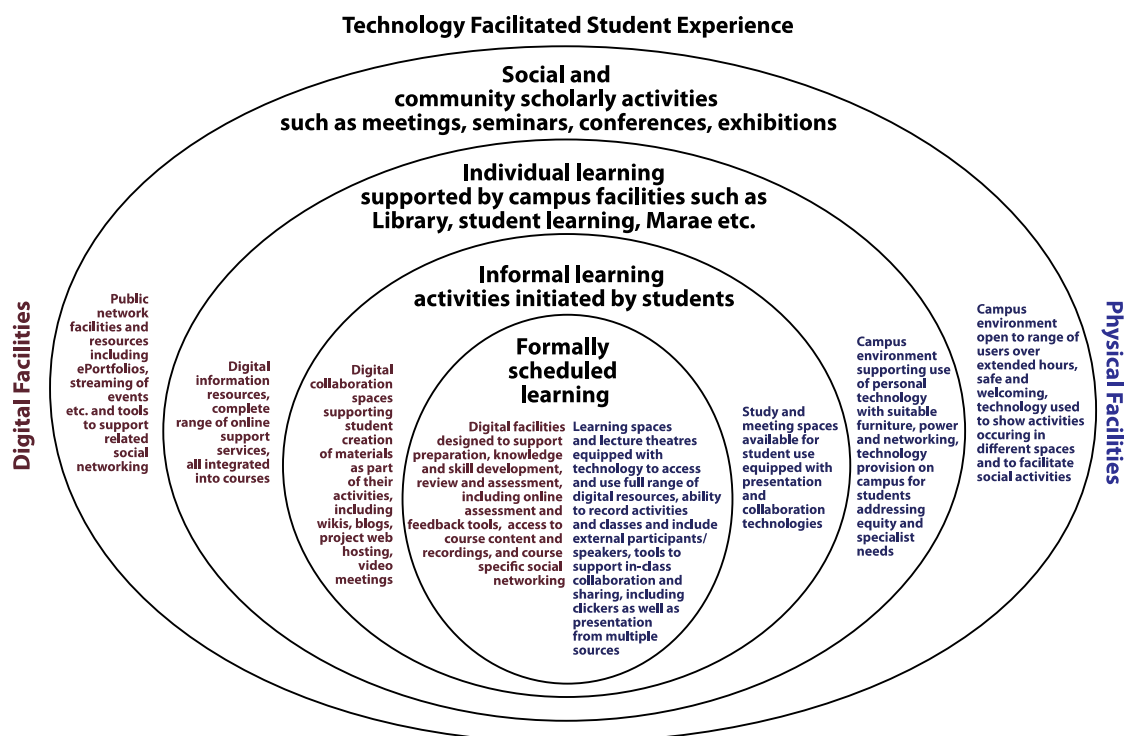 Technology Facilitated Student Experience
Social and
community scholarly activities
such as meetings, seminars, conferences, exhibitions
Individual learning
supported by campus facilities such as
Library, student learning, Marae etc.
Informal learning
activities initiated by students
Formally
scheduled
learning
Digital Facilities
Public
network
facilities and
resources
including
ePortfolios,
streaming of
events
etc. and tools
to support
related
social
networking
Digital
information
resources,
complete
range of online
support
services,
all integrated
into courses
Digital
collaboration
spaces
supporting
student
creation
of materials
as part
of their
activities,
including
wikis, blogs,
project web
hosting,
video
meetings
Digital facilities
designed to support
preparation, knowledge
and skill development,
review and assessment,
including online
assessment and
feedback tools, access to
course content and
recordings, and course
specific social
networking
Learning spaces
and lecture theatres
equipped with
technology to access
and use full range of
digital resources, ability
to record activities
and classes and include
external participants/
speakers, tools to
support in-class
collaboration and
sharing, including
clickers as well as
presentation
from multiple
sources
Study and
meeting spaces
available for
student use
equipped with
presentation
and
collaboration
technologies
Campus
environment
supporting use
of personal
technology
with suitable
furniture, power
and networking,
technology
provision on
campus for
students
addressing
equity and
specialist
needs
Campus
environment
open to range of
users over
extended hours,
safe and
welcoming,
technology used
to show activities
occuring in
different spaces
and to facilitate
social activities
Physical Facilities